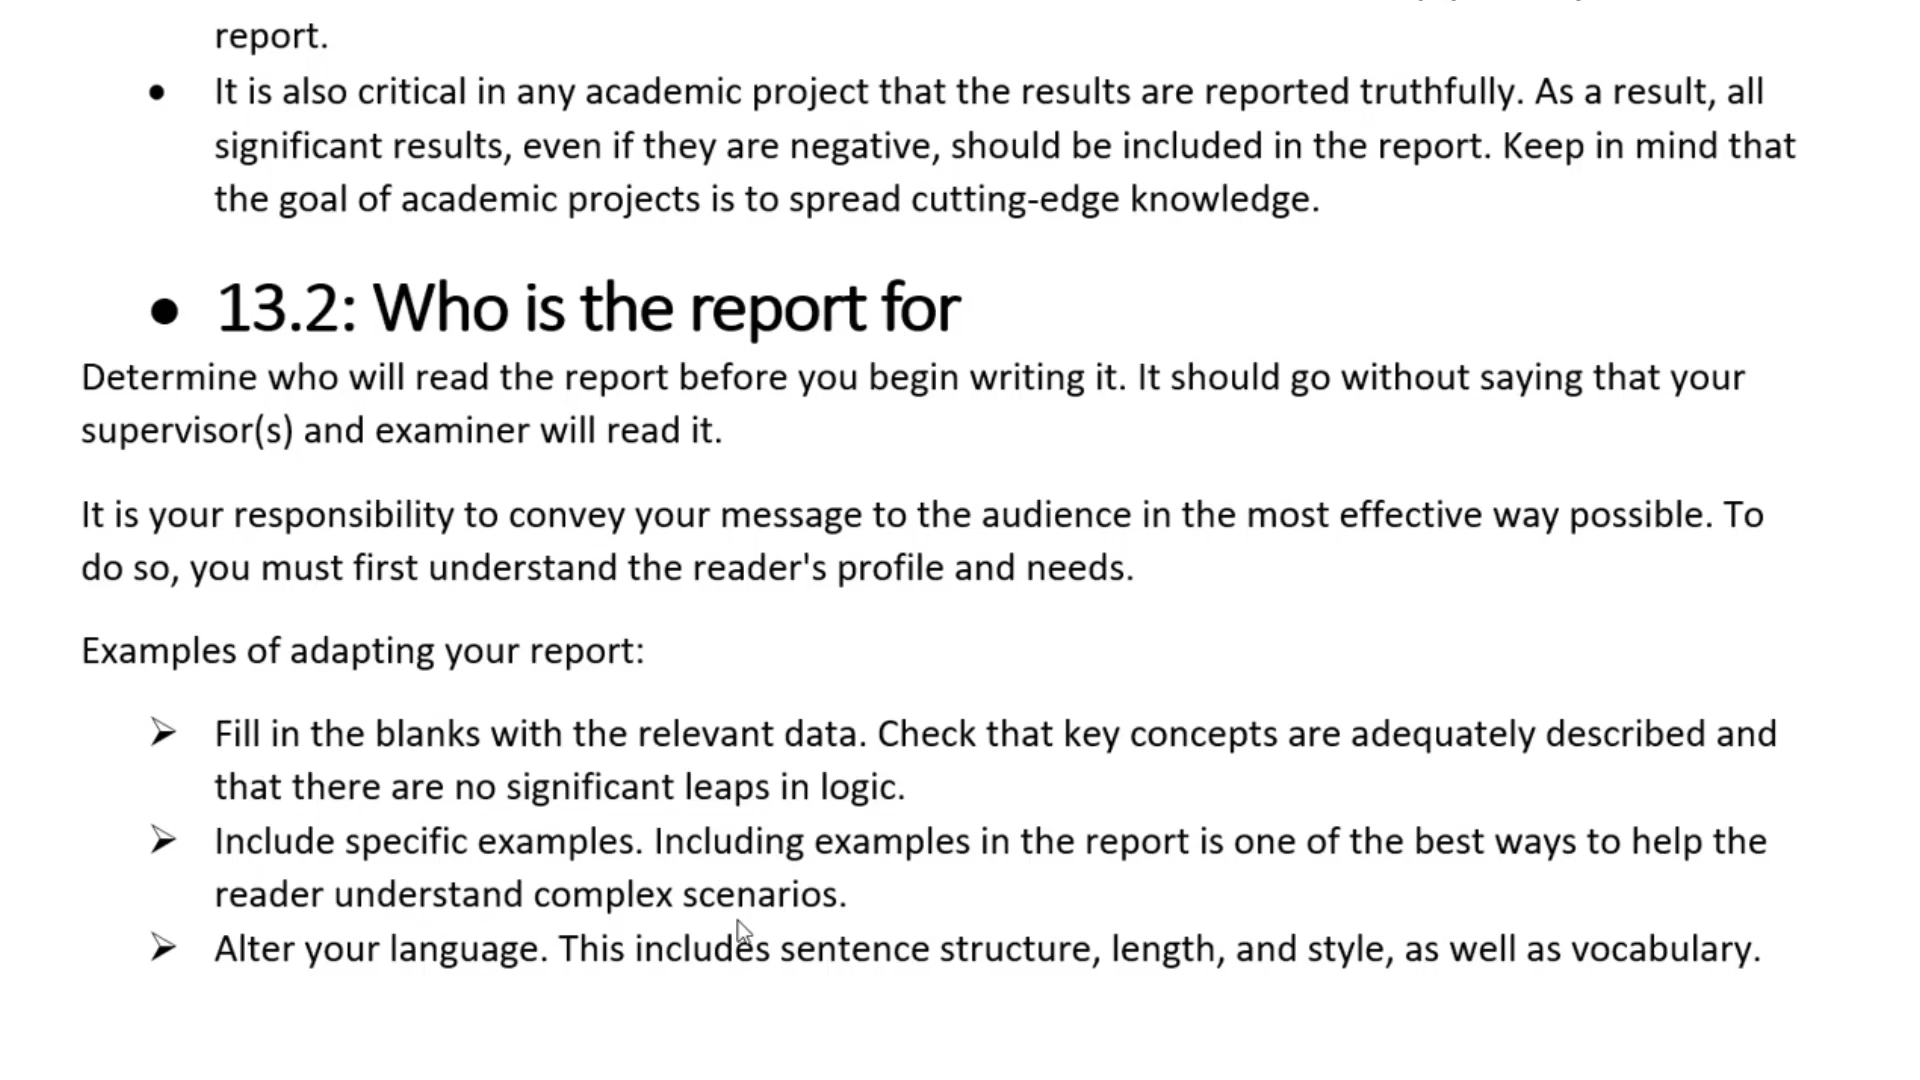 report.
• It is also critical in any academic project that the results are reported truthfully. As a result, all
significant results, even if they are negative, should be included in the report. Keep in mind that
the goal of academic projects is to spread cutting-edge knowledge.
• 13.2: Who is the report for
Determine who will read the report before you begin writing it. It should go without saying that your
supervisor(s) and examiner will read it.
It is your responsibility to convey your message to the audience in the most effective way possible. To
do so, you must first understand the reader's profile and needs.
Examples of adapting your report:
➢ Fill in the blanks with the relevant data. Check that key concepts are adequately described and
that there are no significant leaps in logic.
➢ Include specific examples. Including examples in the report is one of the best ways to help the
reader understand complex scenarios.
➢ Alter your language. This includes sentence structure, length, and style, as well as vocabulary.